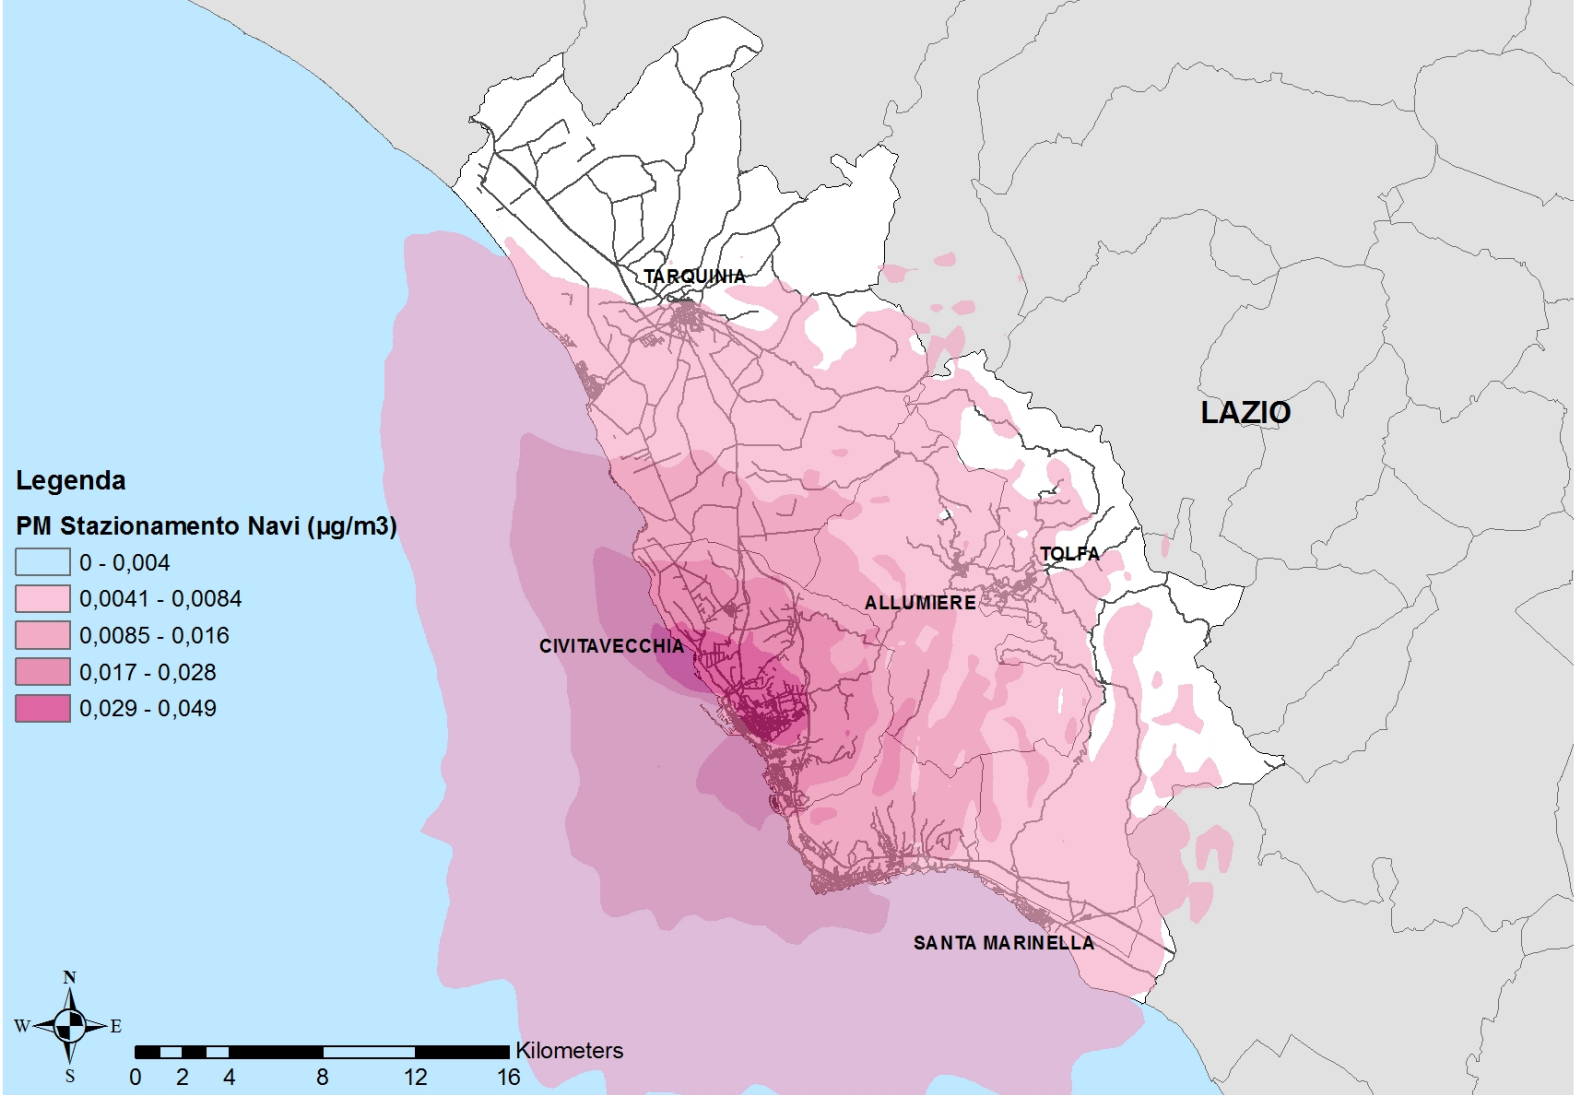 TARQUINIA
LAZIO
Legenda
PM Stazionamento Navi (µg/m3)
0 - 0,004
0,0041 - 0,0084
0,0085 - 0,016
0,017 - 0,028
0,029 - 0,049
TOLFA
ALLUMIERE
CIVITAVECCHIA
SANTA MARINELLA
N
W E
S
Kilometers
0 2 4 8 12 16